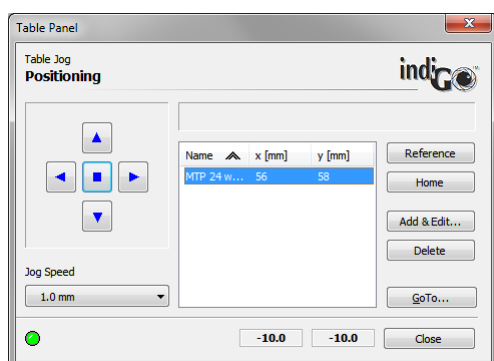 Table Panel
Table Jog
Positioning
indiGo™
Name x [mm] y [mm]
MTP 24 w... 56 58
Reference
Home
Add & Edit...
Delete
GoTo...
Jog Speed
1.0 mm
-10.0 -10.0
Close